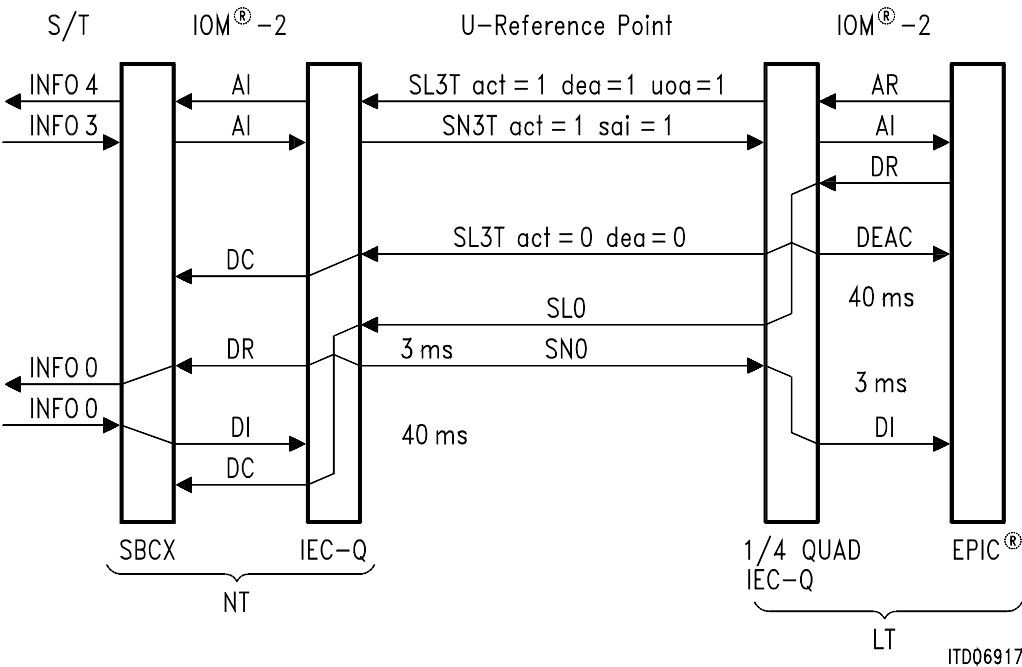 S/T IOM®-2 U-Reference Point IOM®-2
INFO 4 AI SL3T act = 1 dea = 1 uoa = 1 AR
INFO 3 AI SN3T act = 1 sai = 1 AI
DR
SL3T act = 0 dea = 0 DEAC
DC
40 ms
SL0
DR 3 ms SN0
INFO 0
3 ms
INFO 0
DI 40 ms DI
DC
SBCX IEC-Q 1/4 QUAD EPIC®
IEC-Q
NT
LT
ITD06917